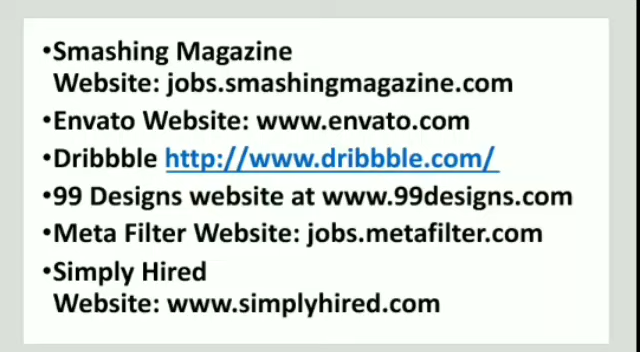 •Smashing Magazine
Website: jobs.smashingmagazine.com
•Envato Website: www.envato.com
•Dribbble http://www.dribbble.com/
•99 Designs website at www.99designs.com
•Meta Filter Website: jobs.metafilter.com
•Simply Hired
Website: www.simplyhired.com